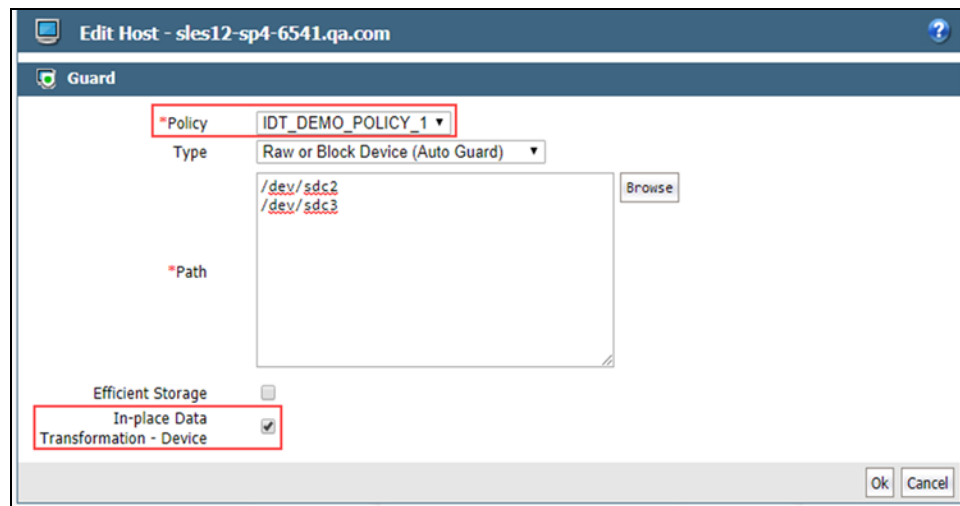 Edit Host - sles12-sp4-6541.qa.com
?
Guard
*Policy IDT_DEMO_POLICY_1
Type Raw or Block Device (Auto Guard)
/dev/sdc2
/dev/sdc3
Browse
*Path
Efficient Storage
In-place Data
Transformation - Device
Ok Cancel